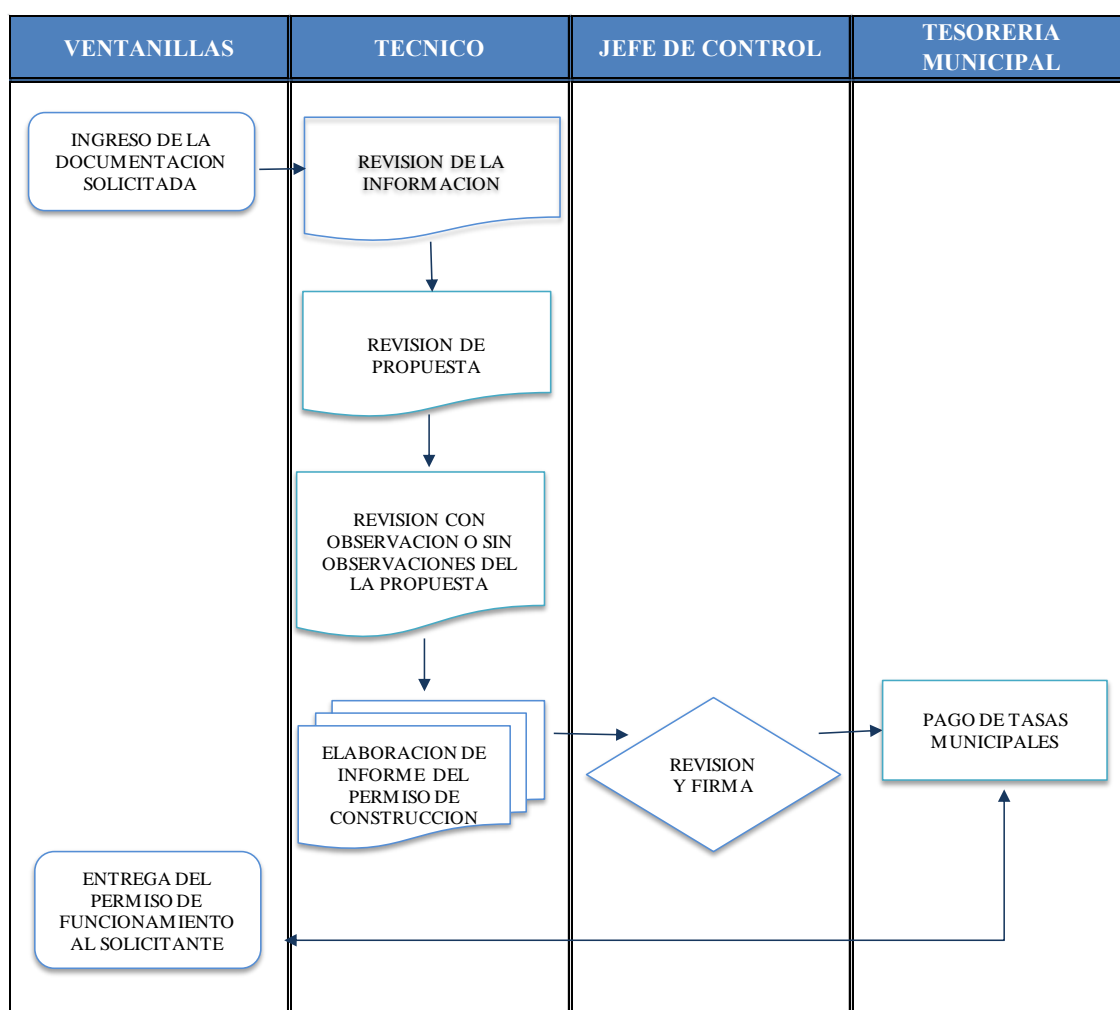 VENTANILLAS
TECNICO
JEFE DE CONTROL
TESORERIA
MUNICIPAL
INGRESO DE LA
DOCUMENTACION
SOLICITADA
REVISION DE LA
INFORMACION
REVISION DE
PROPUESTA
REVISION CON
OBSERVACION O SIN
OBSERVACIONES DEL
LA PROPUESTA
ELABORACION DE
INFORME DEL
PERMISO DE
CONSTRUCCION
REVISION
Y FIRMA
PAGO DE TASAS
MUNICIPALES
ENTREGA DEL
PERMISO DE
FUNCIONAMIENTO
AL SOLICITANTE